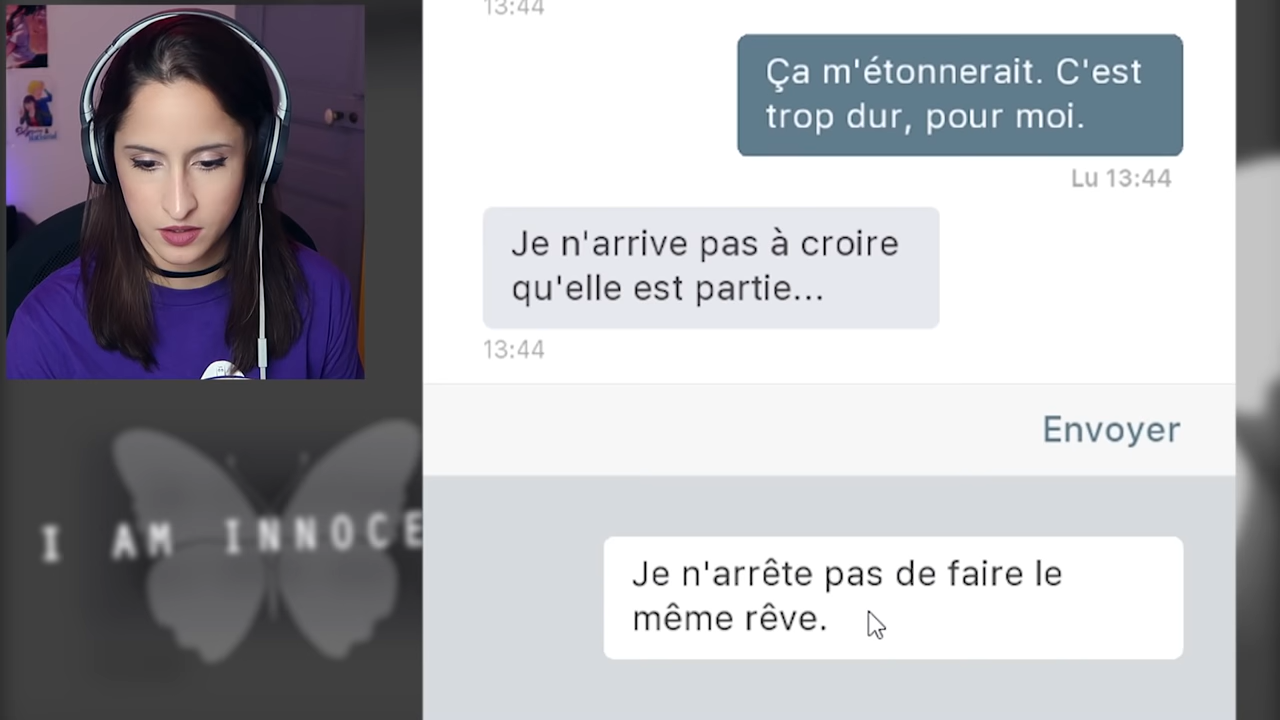 13:44
Ça m'étonnerait. C'est
trop dur, pour moi.
Lu 13:44
Je n'arrive pas à croire
qu'elle est partie...
13:44
Envoyer
I AM INNOCE
Je n'arrête pas de faire le
même rêve.